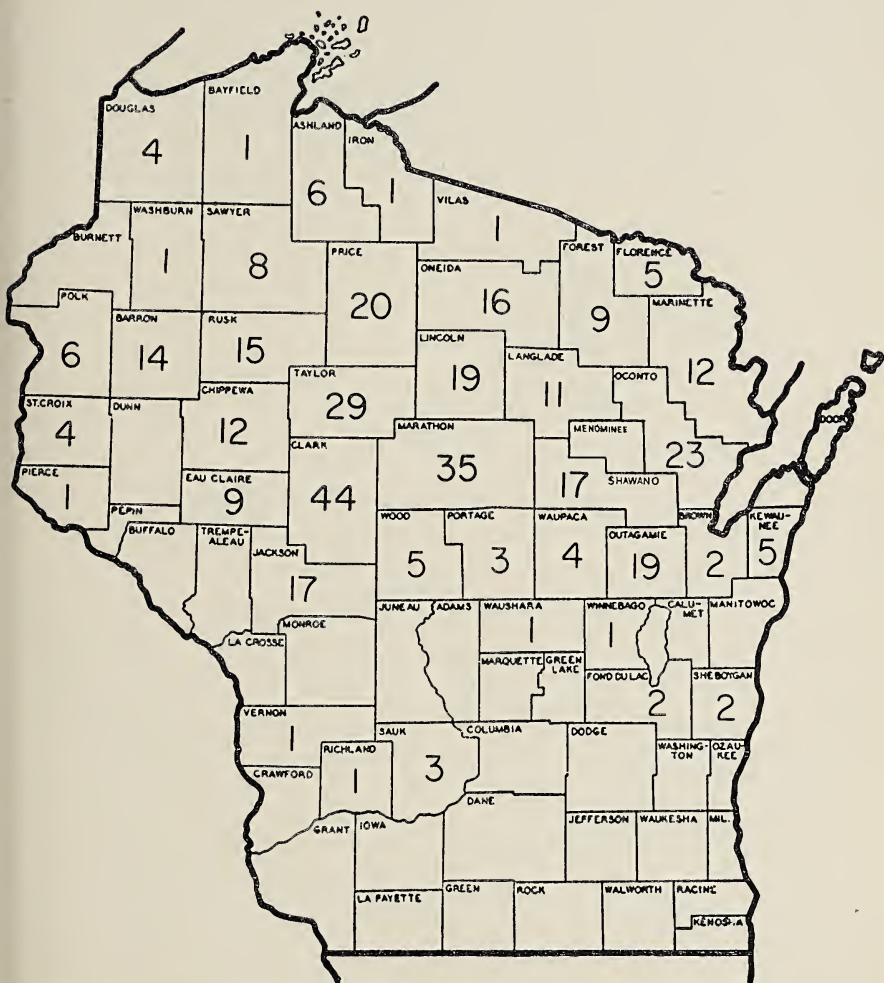 BAYFIELD
DOUGLAS
4
1
ASHLAND
IRON
6
1
VILAS
1
WASHBURN
SAWYER
BURNETT
1
8
PRICE
20
ONEIDA
16
FOREST
9
FLORENCE
5
MARINETTE
12
POLK
6
BARRON
14
RUSK
15
LINCOLN
19
LANGLADE
11
OCONTO
23
TAYLOR
29
CHIPPEWA
12
ST. CROIX
4
DUNN
CLARK
44
MARATHON
35
MENOMINEE
17
SHAWANO
DOOR
PIERCE
1
EAU CLAIRE
9
PEPIN
BUFFALO
TREMPE-
ALEAU
JACKSON
17
WOOD
5
PORTAGE
3
WAUPACA
4
OUTAGAMIE
19
BROWN
2
KEWAU-
NEE
5
MONROE
LA CROSSE
JUNEAU
ADAMS
WAUSHARA
1
WINNEBAGO
1
CALU-
MET
MANITOWOC
MARQUETTE
GREEN
LAKE
FOND DU LAC
2
SHEBOYGAN
2
VERNON
1
RICHLAND
1
SAUK
3
COLUMBIA
DODGE
WASHING-
TON
OZAU-
KEE
CRAWFORD
GRANT
IOWA
DANE
JEFFERSON
WAUKESHA
MIL.
LA FAYETTE
GREEN
ROCK
WALWORTH
RACINE
KENOSHA